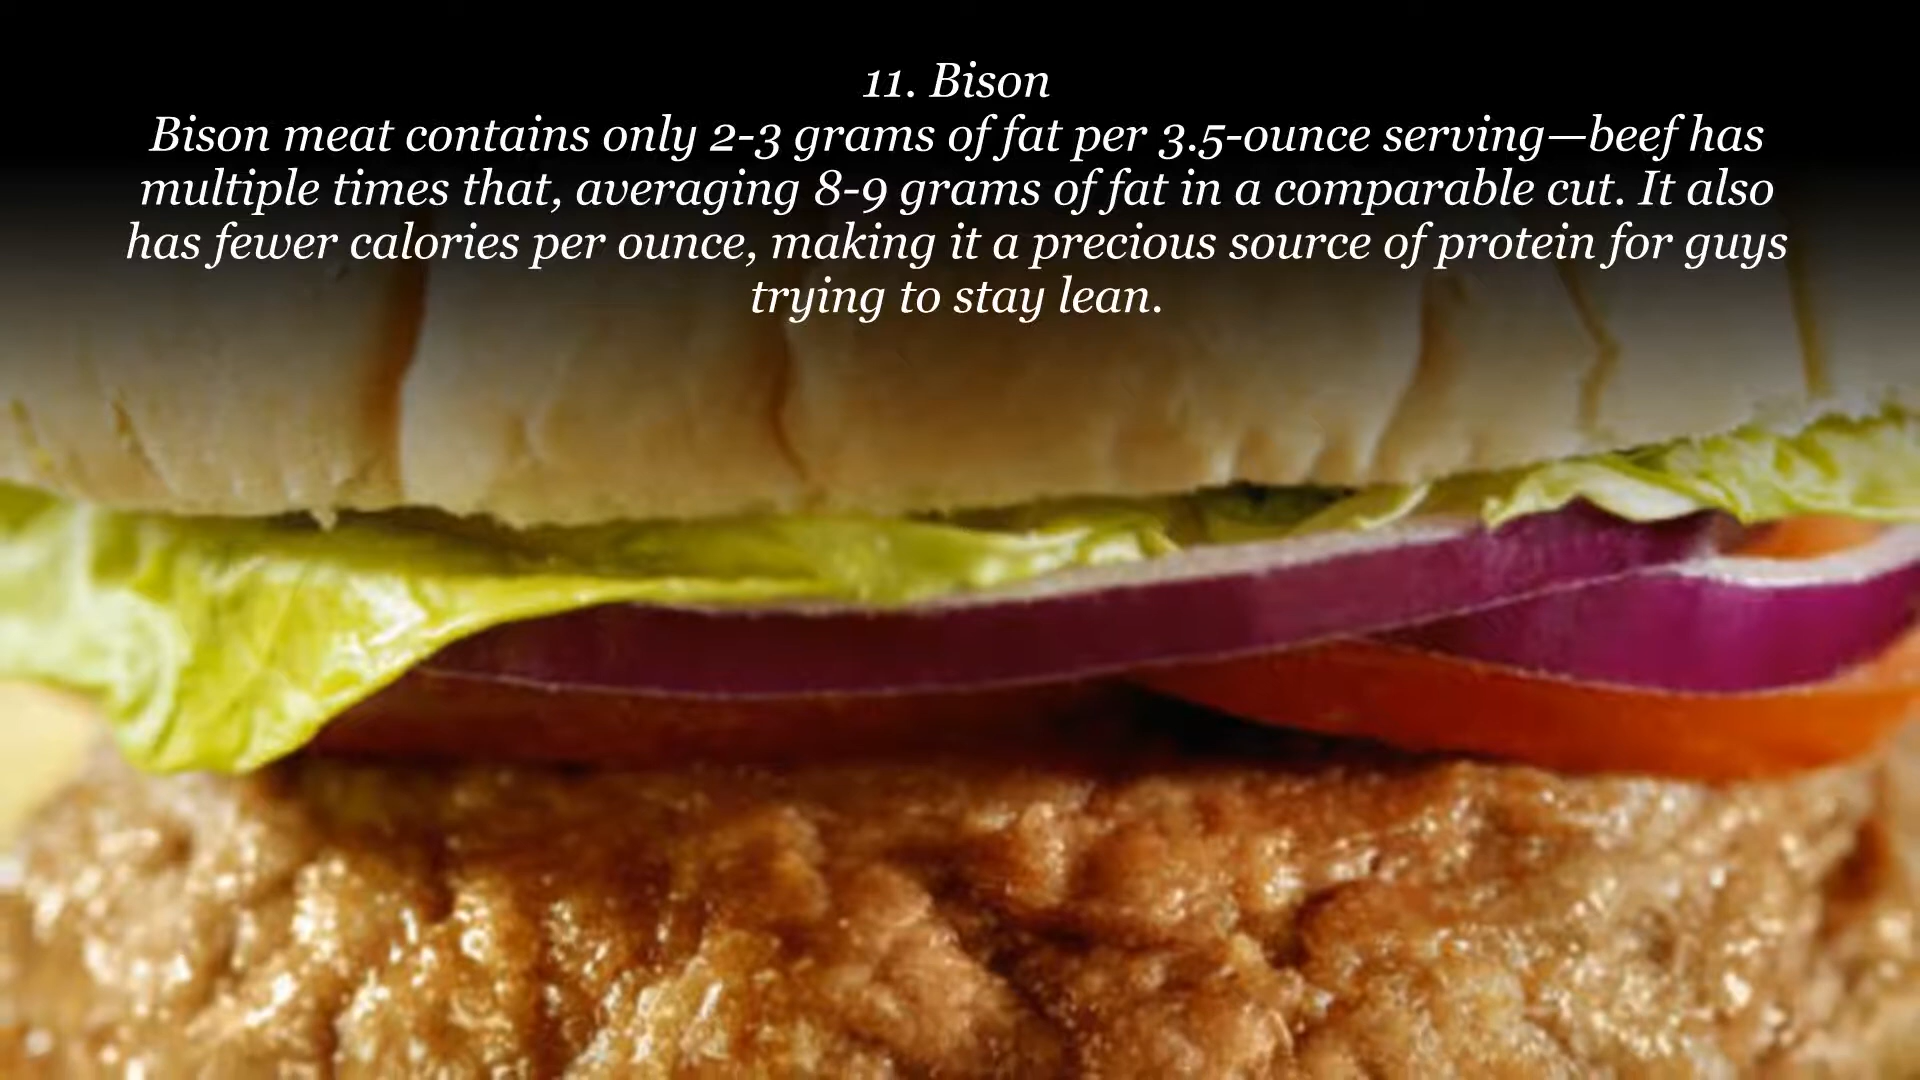 11. Bison
Bison meat contains only 2-3 grams of fat per 3.5-ounce serving—beef has
multiple times that, averaging 8-9 grams of fat in a comparable cut. It also
has fewer calories per ounce, making it a precious source of protein for guys
trying to stay lean.